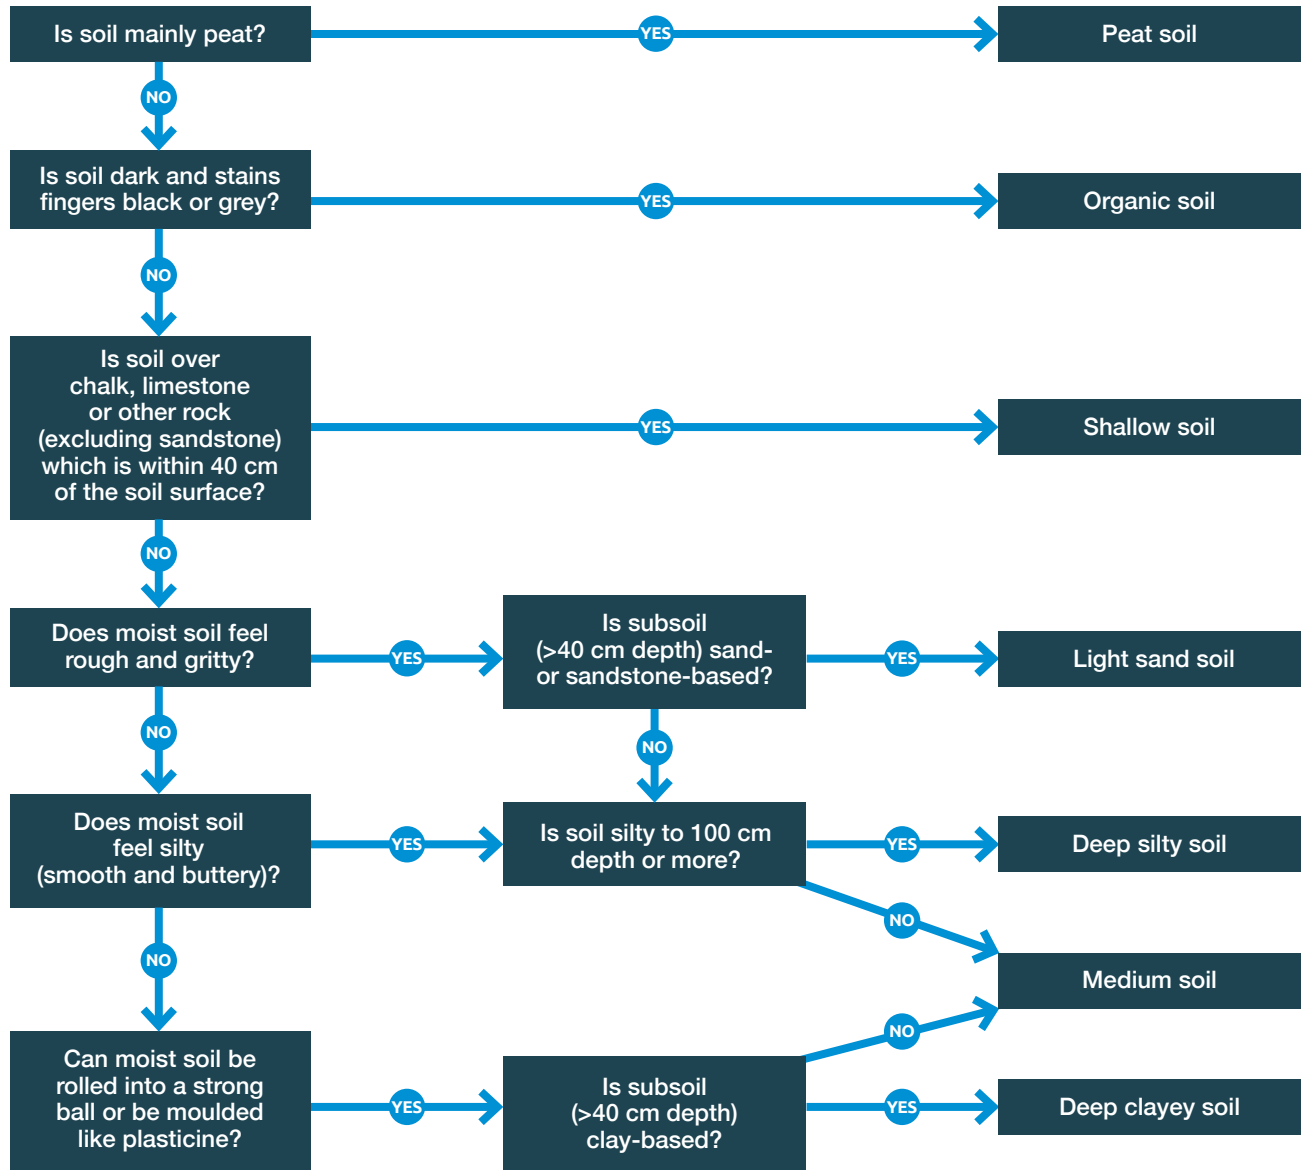 Is soil mainly peat?
YES
Peat soil
NO
Is soil dark and stains
fingers black or grey?
YES
Organic soil
NO
Is soil over
chalk, limestone
or other rock
(excluding sandstone)
which is within 40 cm
of the soil surface?
YES
Shallow soil
NO
Does moist soil feel
rough and gritty?
YES
Is subsoil
(>40 cm depth) sand-
or sandstone-based?
YES
Light sand soil
NO
NO
Does moist soil
feel silty
(smooth and buttery)?
YES
Is soil silty to 100 cm
depth or more?
YES
Deep silty soil
NO
Medium soil
NO
NO
Can moist soil be
rolled into a strong
ball or be moulded
like plasticine?
YES
Is subsoil
(>40 cm depth)
clay-based?
YES
Deep clayey soil